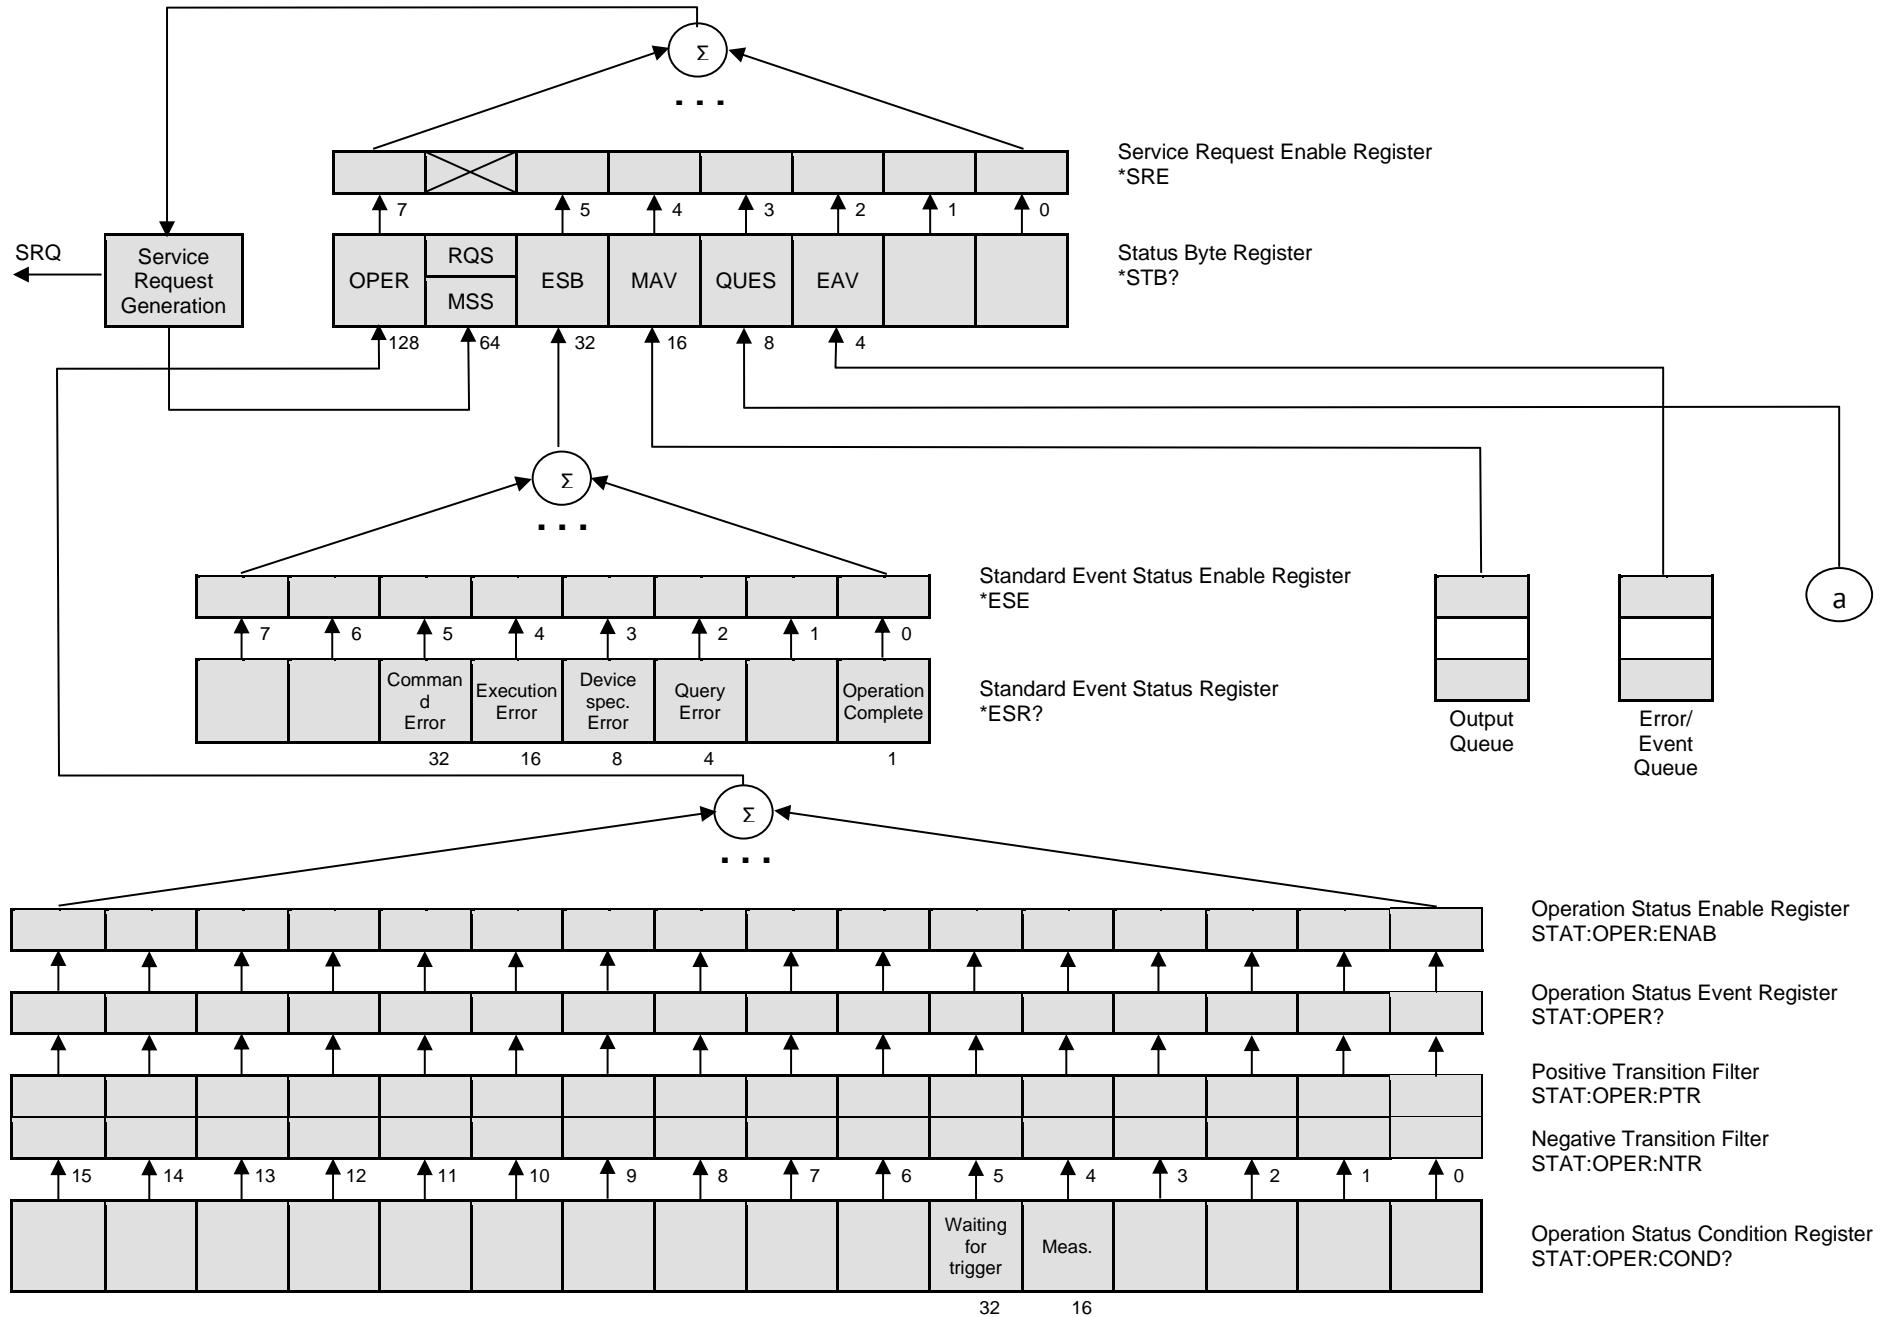 Σ
. . .
Service Request Enable Register
*SRE
7 5 4 3 2 1 0
SRQ
Service
Request
Generation
OPER
RQS
MSS
ESB
MAV
QUES
EAV
Status Byte Register
*STB?
128 64 32 16 8 4
Σ
. . .
Standard Event Status Enable Register
*ESE
a
7 6 5 4 3 2 1 0
Comman
d
Error
Execution
Error
Device
spec.
Error
Query
Error
Operation
Complete
Standard Event Status Register
*ESR?
32 16 8 4 1
Output
Queue
Error/
Event
Queue
Σ
. . .
Operation Status Enable Register
STAT:OPER:ENAB
Operation Status Event Register
STAT:OPER?
Positive Transition Filter
STAT:OPER:PTR
Negative Transition Filter
STAT:OPER:NTR
15 14 13 12 11 10 9 8 7 6 5 4 3 2 1 0
Waiting
for
trigger
Meas.
Operation Status Condition Register
STAT:OPER:COND?
32 16